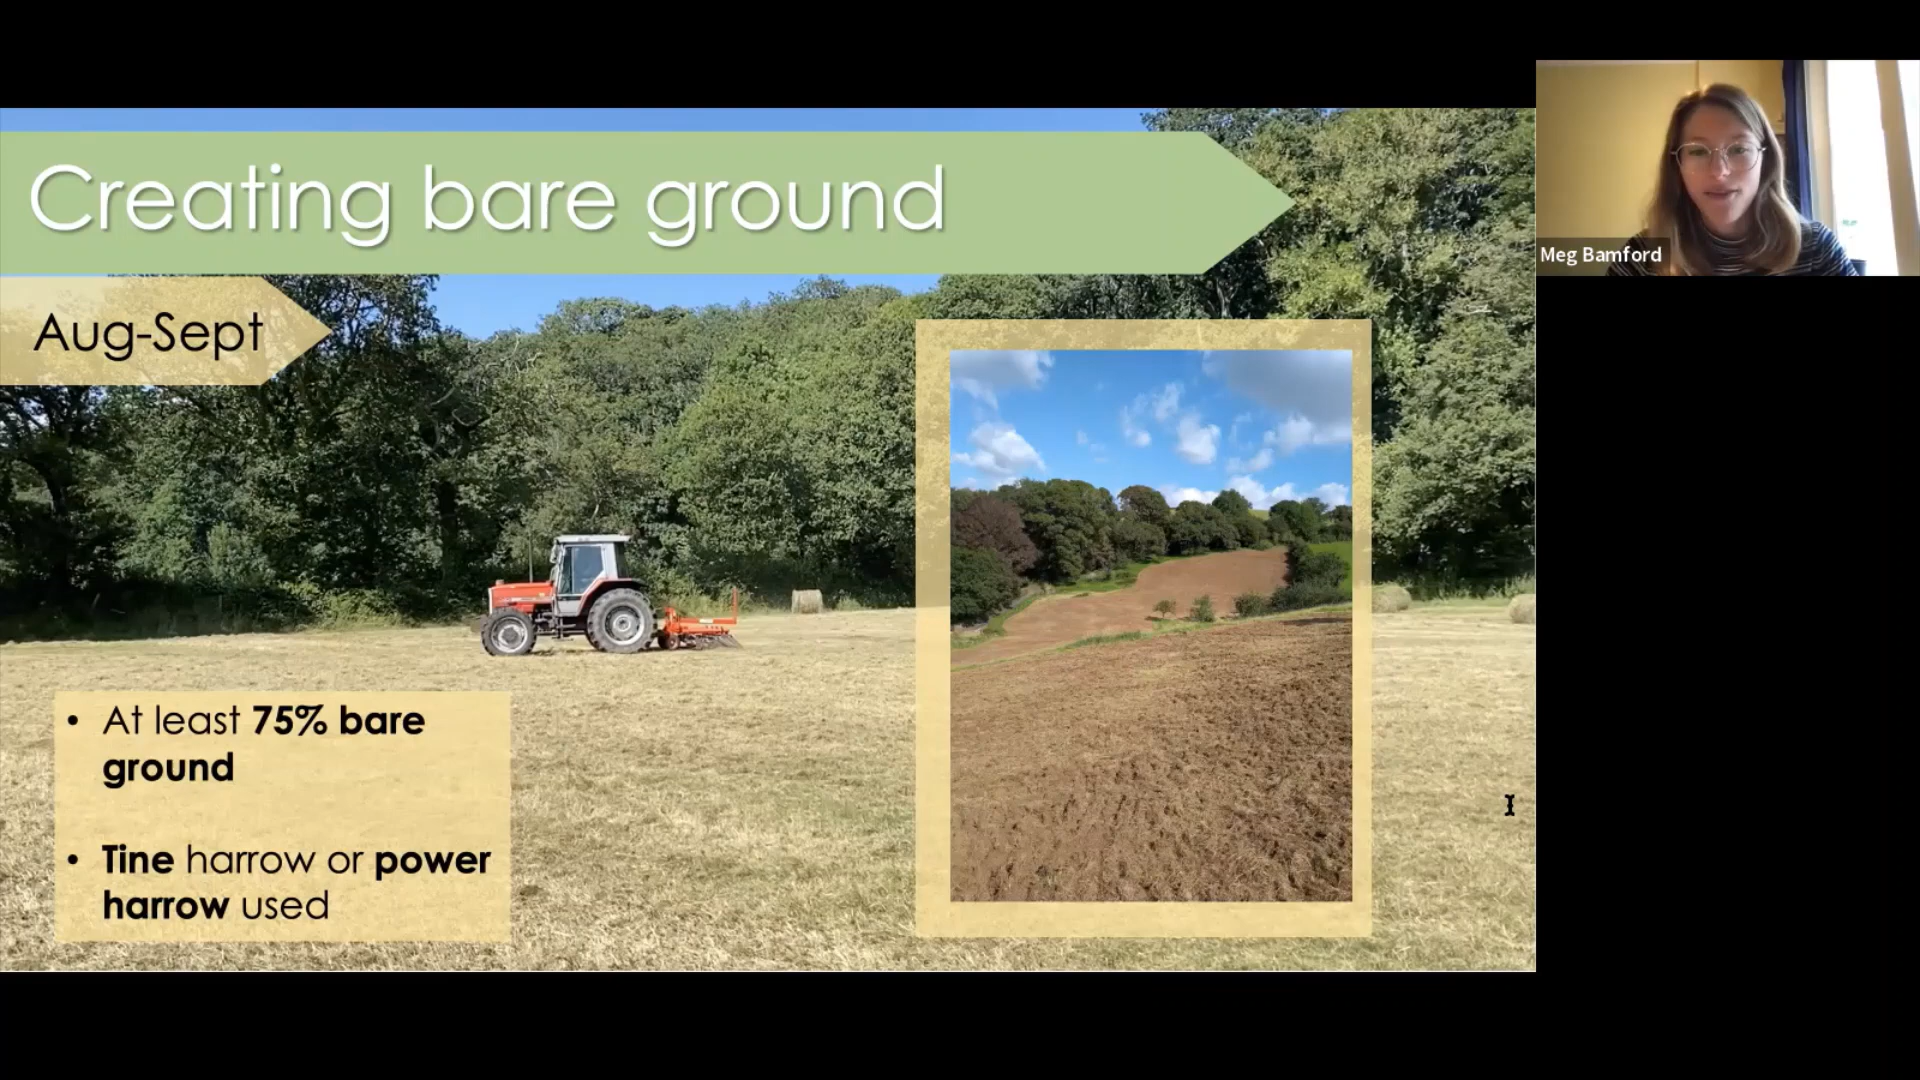 Creating bare ground
Meg Bamford
Aug-Sept
• At least 75% bare
ground
• Tine harrow or power
harrow used